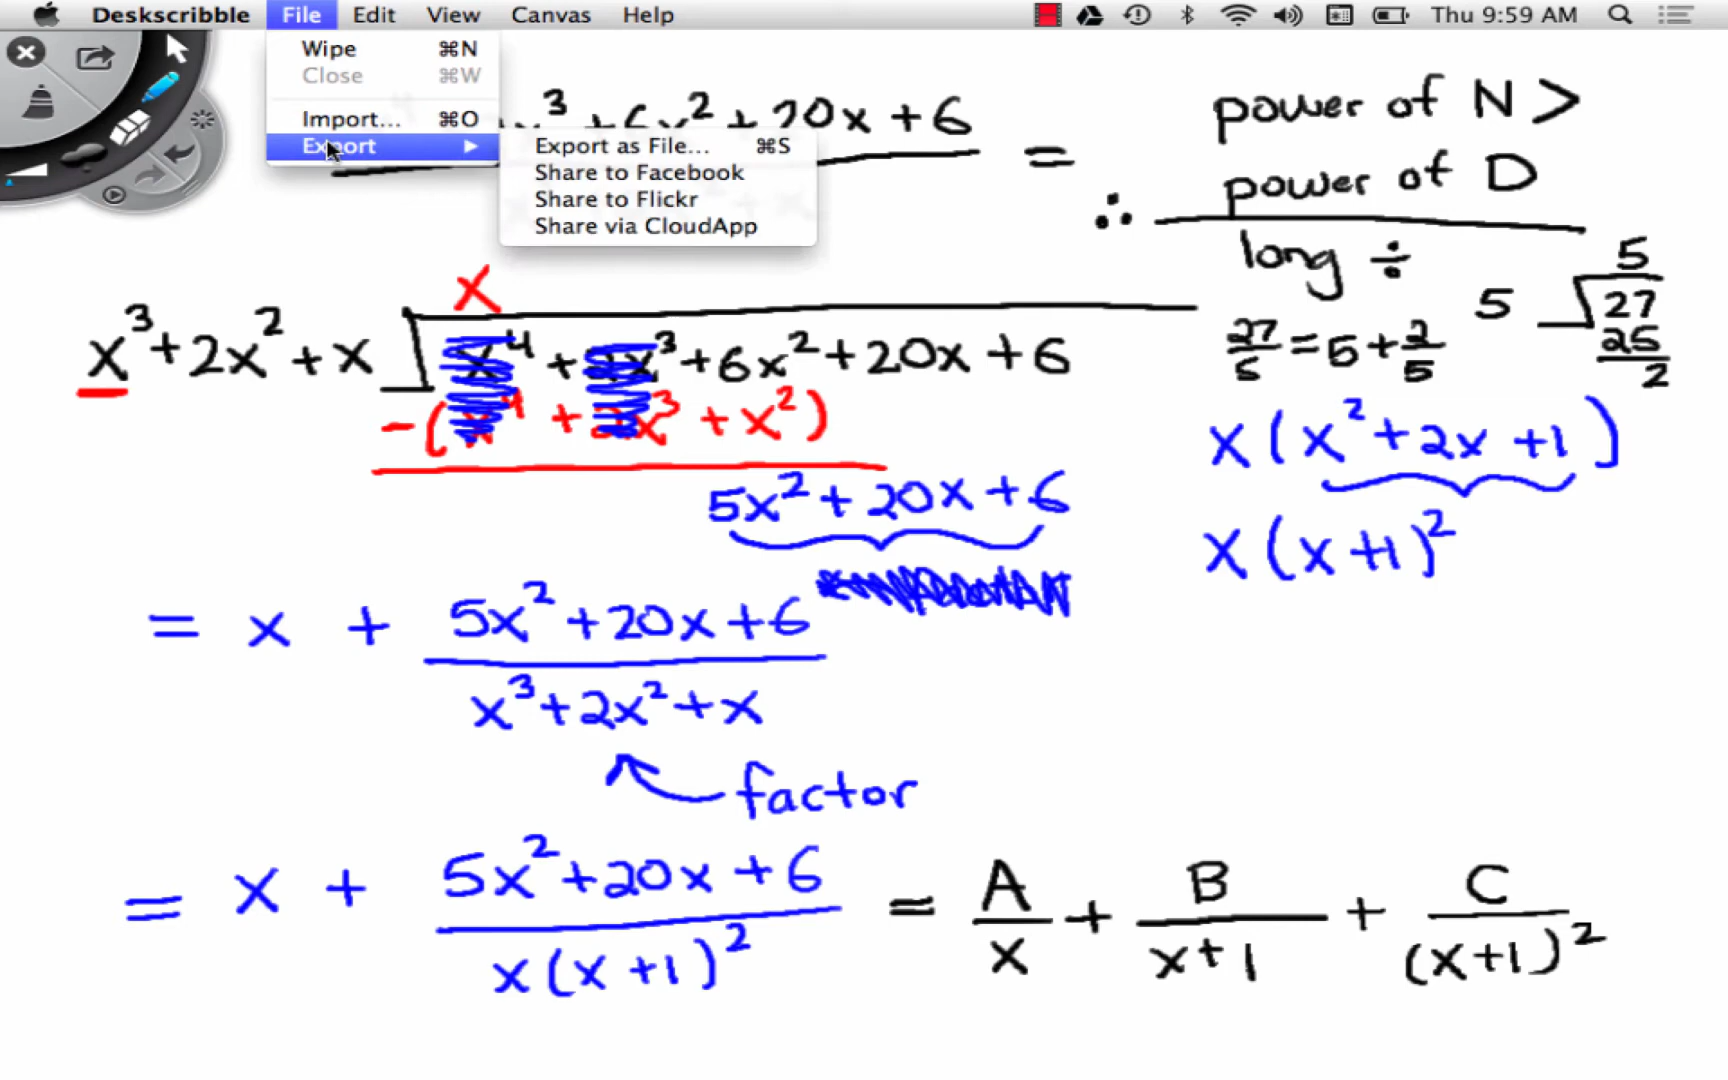 Deskscribble File Edit View Canvas Help Thu 9:59 AM
Wipe ⌘N
Close ⌘W
Import... ⌘O
Export ▶
Export as File... ⌘S
Share to Facebook
Share to Flickr
Share via CloudApp
x³ + 6x² + 20x + 6 =
power of N >
power of D
∴ long ÷
x
x³ + 2x² + x x⁴ + 2x³ + 6x² + 20x + 6
-(x⁴ + 2x³ + x²)
5x² + 20x + 6
27/5 = 5 + 2/5
5
5 27
25
2
x(x² + 2x + 1)
x(x+1)²
= x + 5x² + 20x + 6
x³ + 2x² + x
factor
= x + 5x² + 20x + 6 = A + B + C
x(x+1)² x x+1 (x+1)²